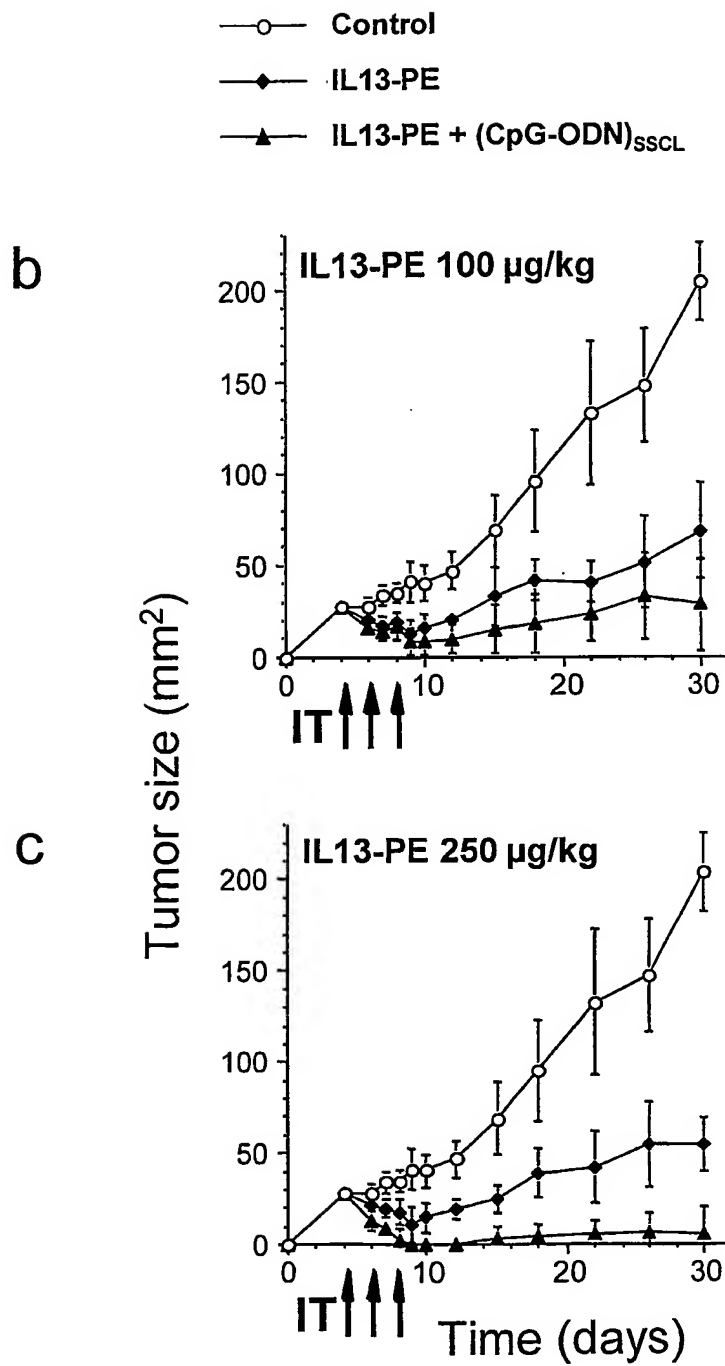 Control
IL13-PE
IL13-PE + (CpG-ODN)SSCL
b
IL13-PE 100 µg/kg
200
150
100
50
0
0 10 20 30
IT
Tumor size (mm2)
c
IL13-PE 250 µg/kg
200
150
100
50
0
0 10 20 30
IT
Time (days)